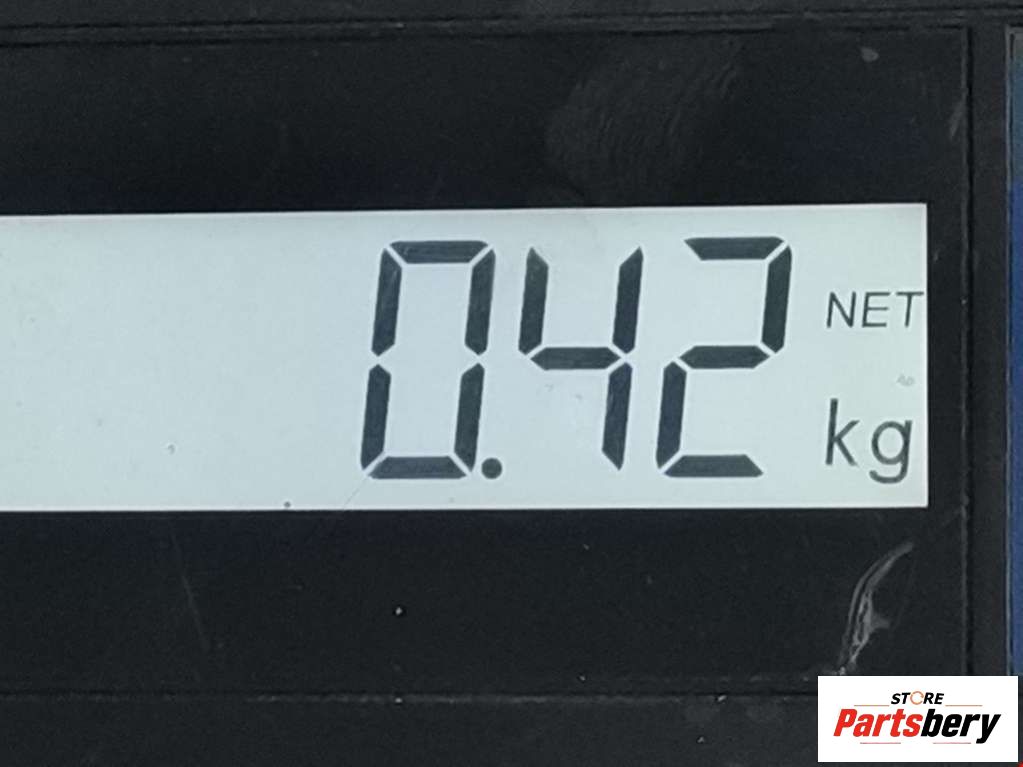 0.42 NET
kg
STORE
Partsbery